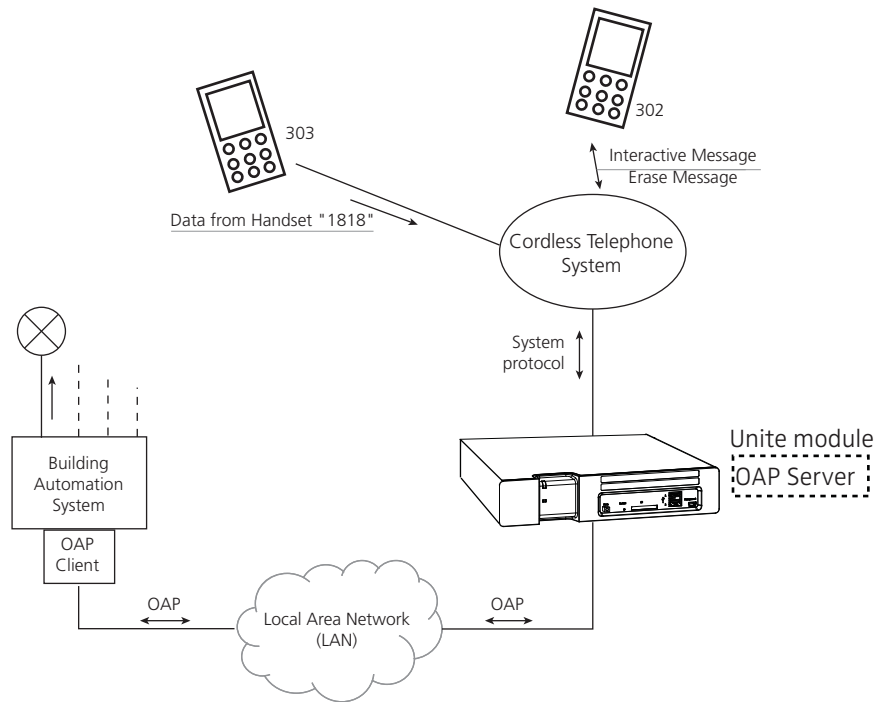 303
302
Interactive Message
Erase Message
Data from Handset "1818"
Cordless Telephone
System
System
protocol
Unite module
OAP Server
Building
Automation
System
OAP
Client
OAP
Local Area Network
(LAN)
OAP